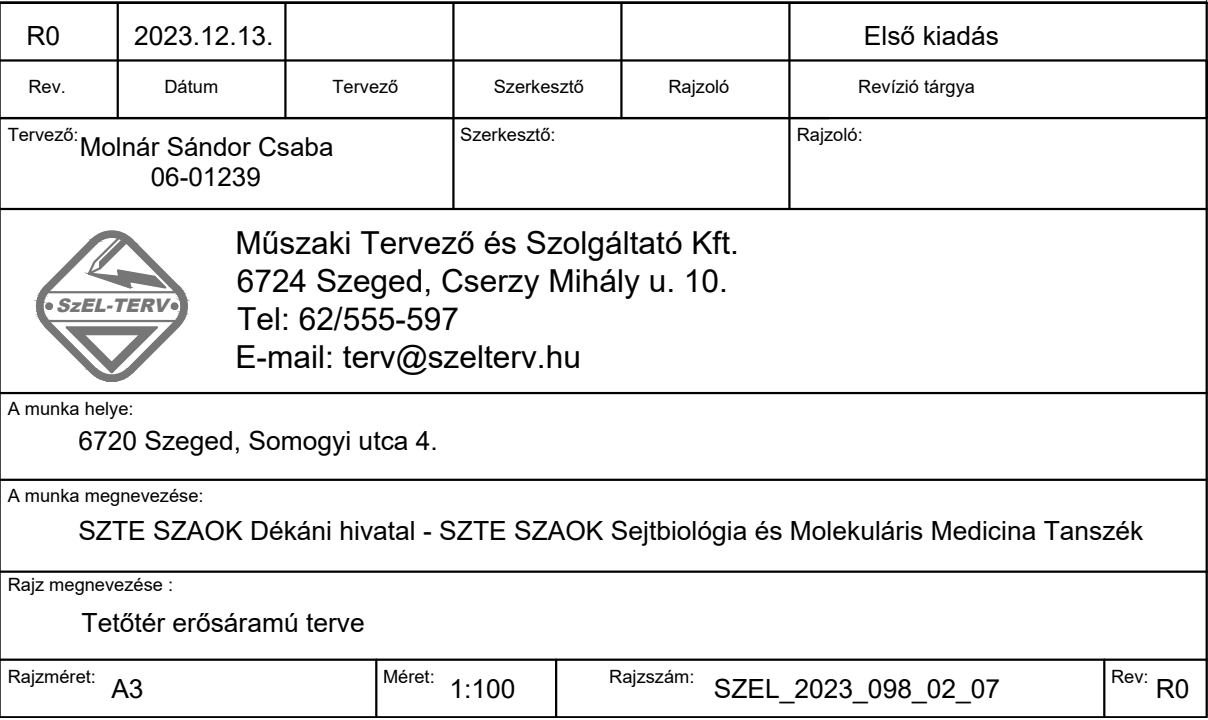 R0 2023.12.13. Első kiadás
Rev. Dátum Tervező Szerkesztő Rajzoló Revízió tárgya
Tervező: Molnár Sándor Csaba Szerkesztő: Rajzoló:
06-01239
Műszaki Tervező és Szolgáltató Kft.
6724 Szeged, Cserzy Mihály u. 10.
SzEL-TERV
Tel: 62/555-597
E-mail: terv@szelterv.hu
A munka helye:
6720 Szeged, Somogyi utca 4.
A munka megnevezése:
SZTE SZAOK Dékáni hivatal - SZTE SZAOK Sejtbiológia és Molekuláris Medicina Tanszék
Rajz megnevezése :
Tetőtér erősáramú terve
Rajzméret: A3 Méret: 1:100 Rajzszám: SZEL_2023_098_02_07 Rev: R0